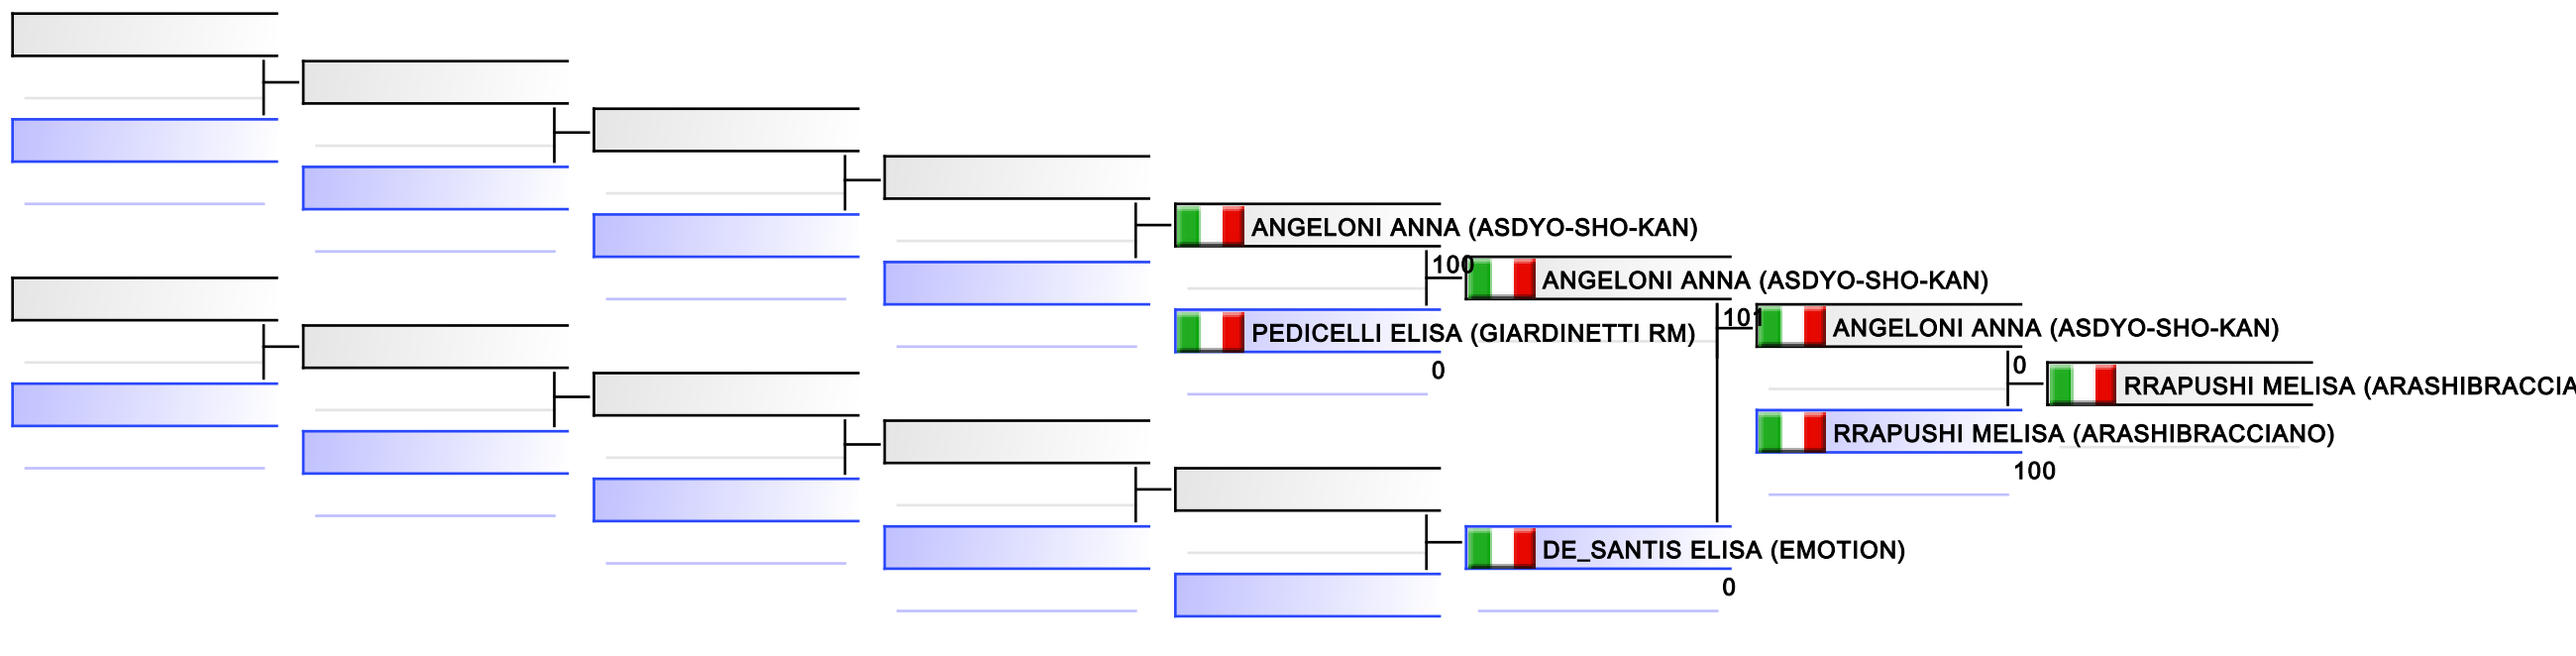 ANGELONI ANNA (ASDYO-SHO-KAN)
100
ANGELONI ANNA (ASDYO-SHO-KAN)
PEDICELLI ELISA (GIARDINETTI RM)
0
101
ANGELONI ANNA (ASDYO-SHO-KAN)
0
RRAPUSHI MELISA (ARASHIBRACCIA
RRAPUSHI MELISA (ARASHIBRACCIANO)
100
DE_SANTIS ELISA (EMOTION)
0